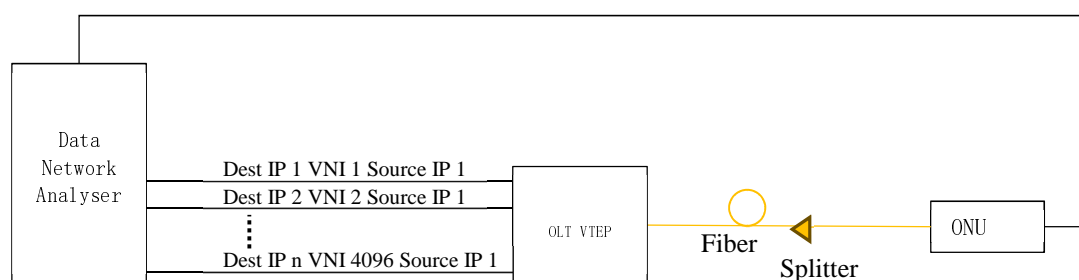 Data
Network
Analyser
Dest IP 1 VNI 1 Source IP 1
Dest IP 2 VNI 2 Source IP 1
Dest IP n VNI 4096 Source IP 1
OLT VTEP
Fiber
Splitter
ONU